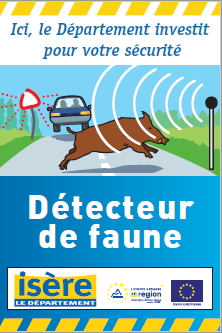 Ici, le Département investit
pour votre sécurité
Détecteur
de faune
isère
LE DÉPARTEMENT
L'EUROPE S'ENGAGE
en région
UNION EUROPÉENNE